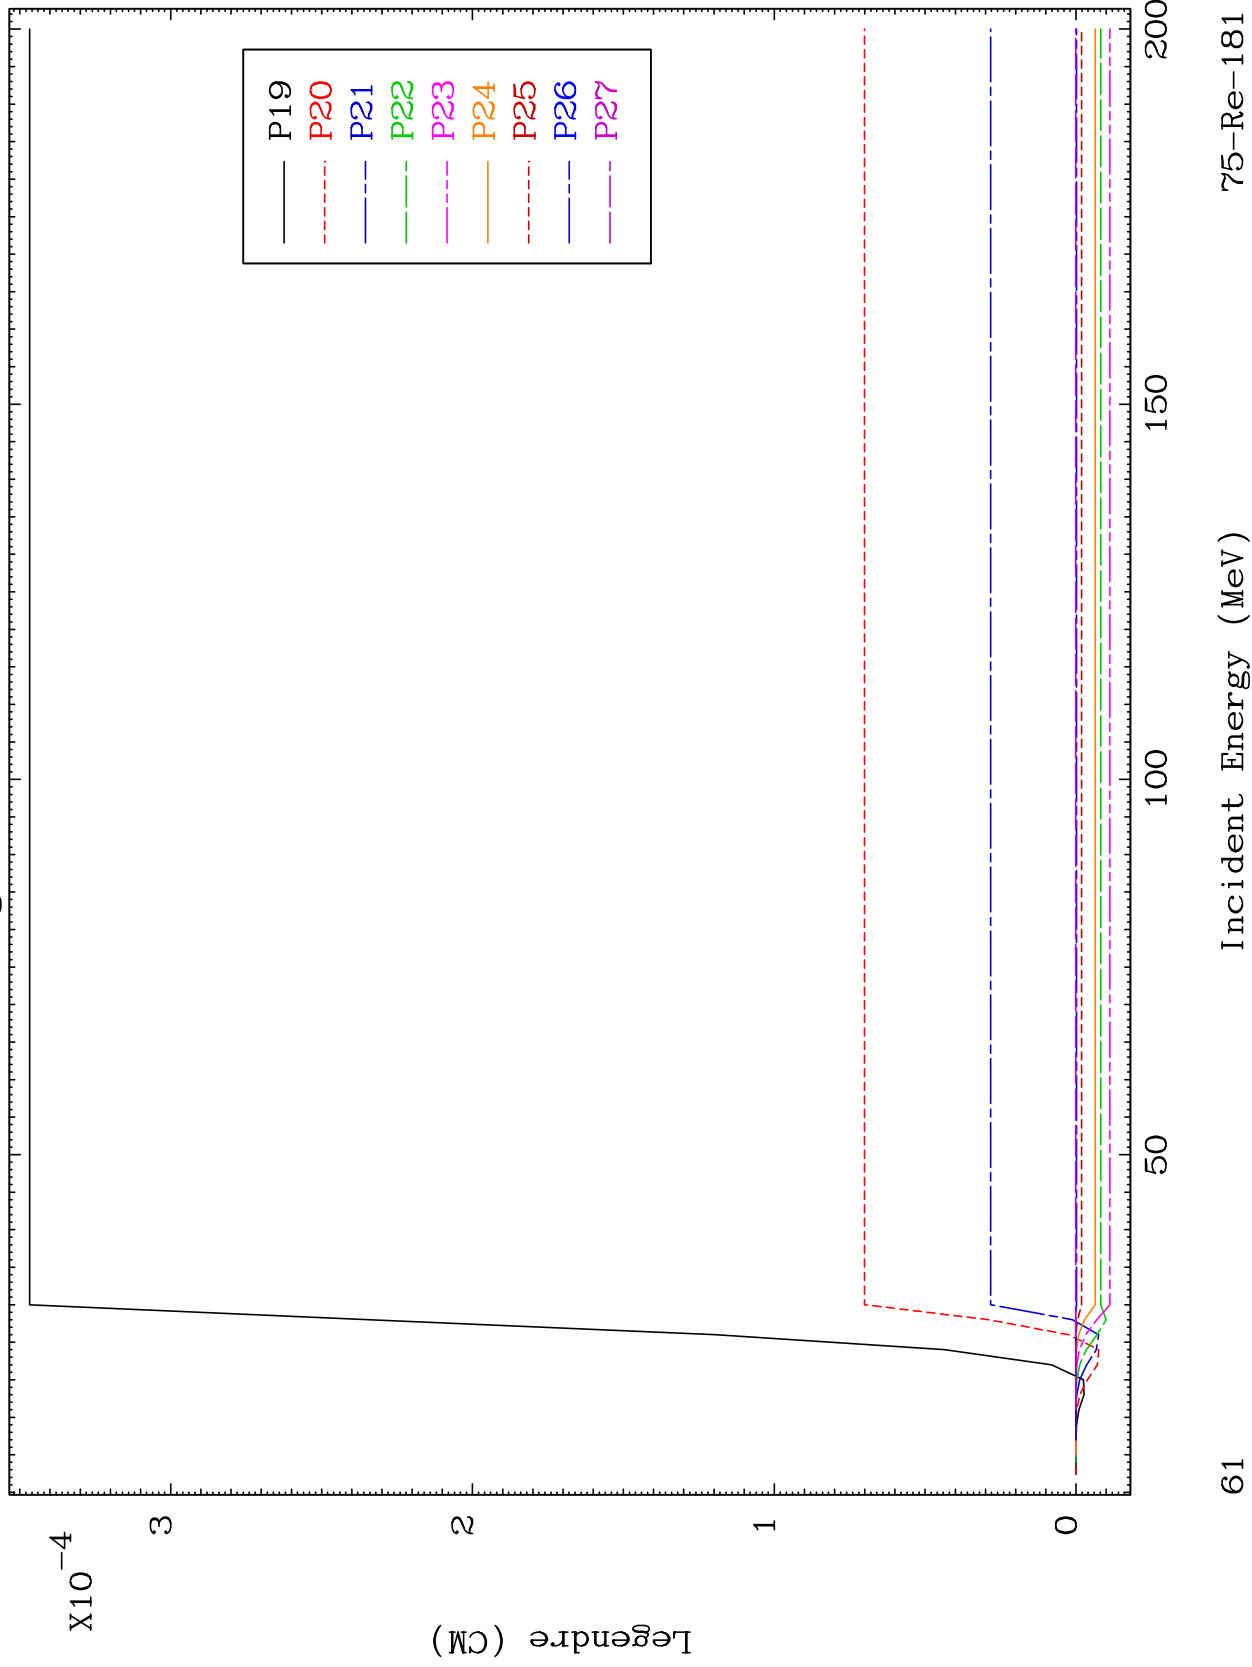 X10-4
3
2
1
0
Legendre (CM)
P19
P20
P21
P22
P23
P24
P25
P26
P27
50
100
150
200
Incident Energy (MeV)
61
75-Re-181